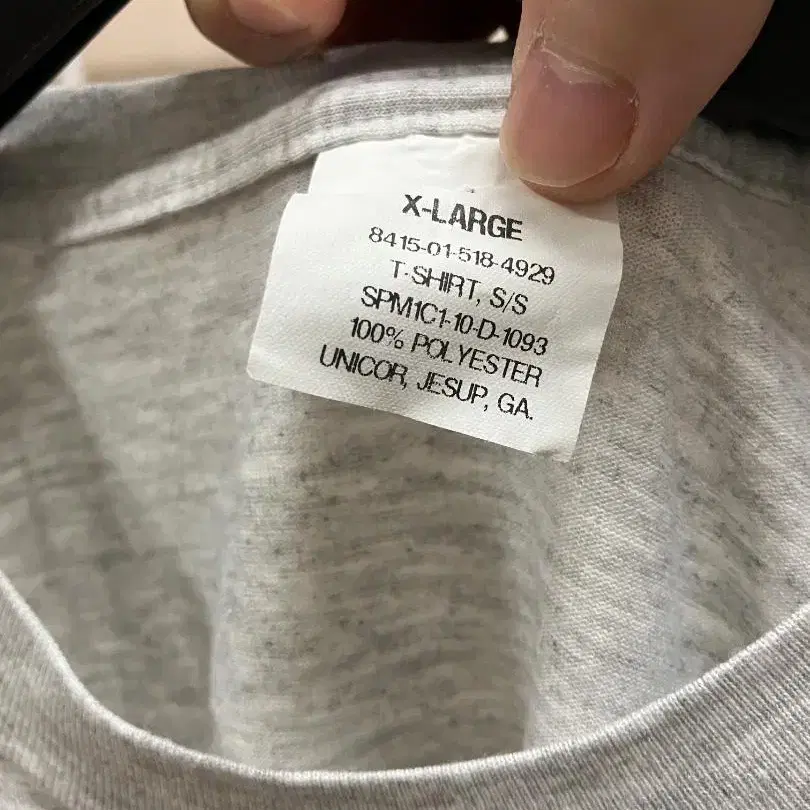 X-LARGE
8415-01-518-4929
T-SHIRT, S/S
SPM1C1-10-D-1093
100% POLYESTER
UNICOR, JESUP, GA.